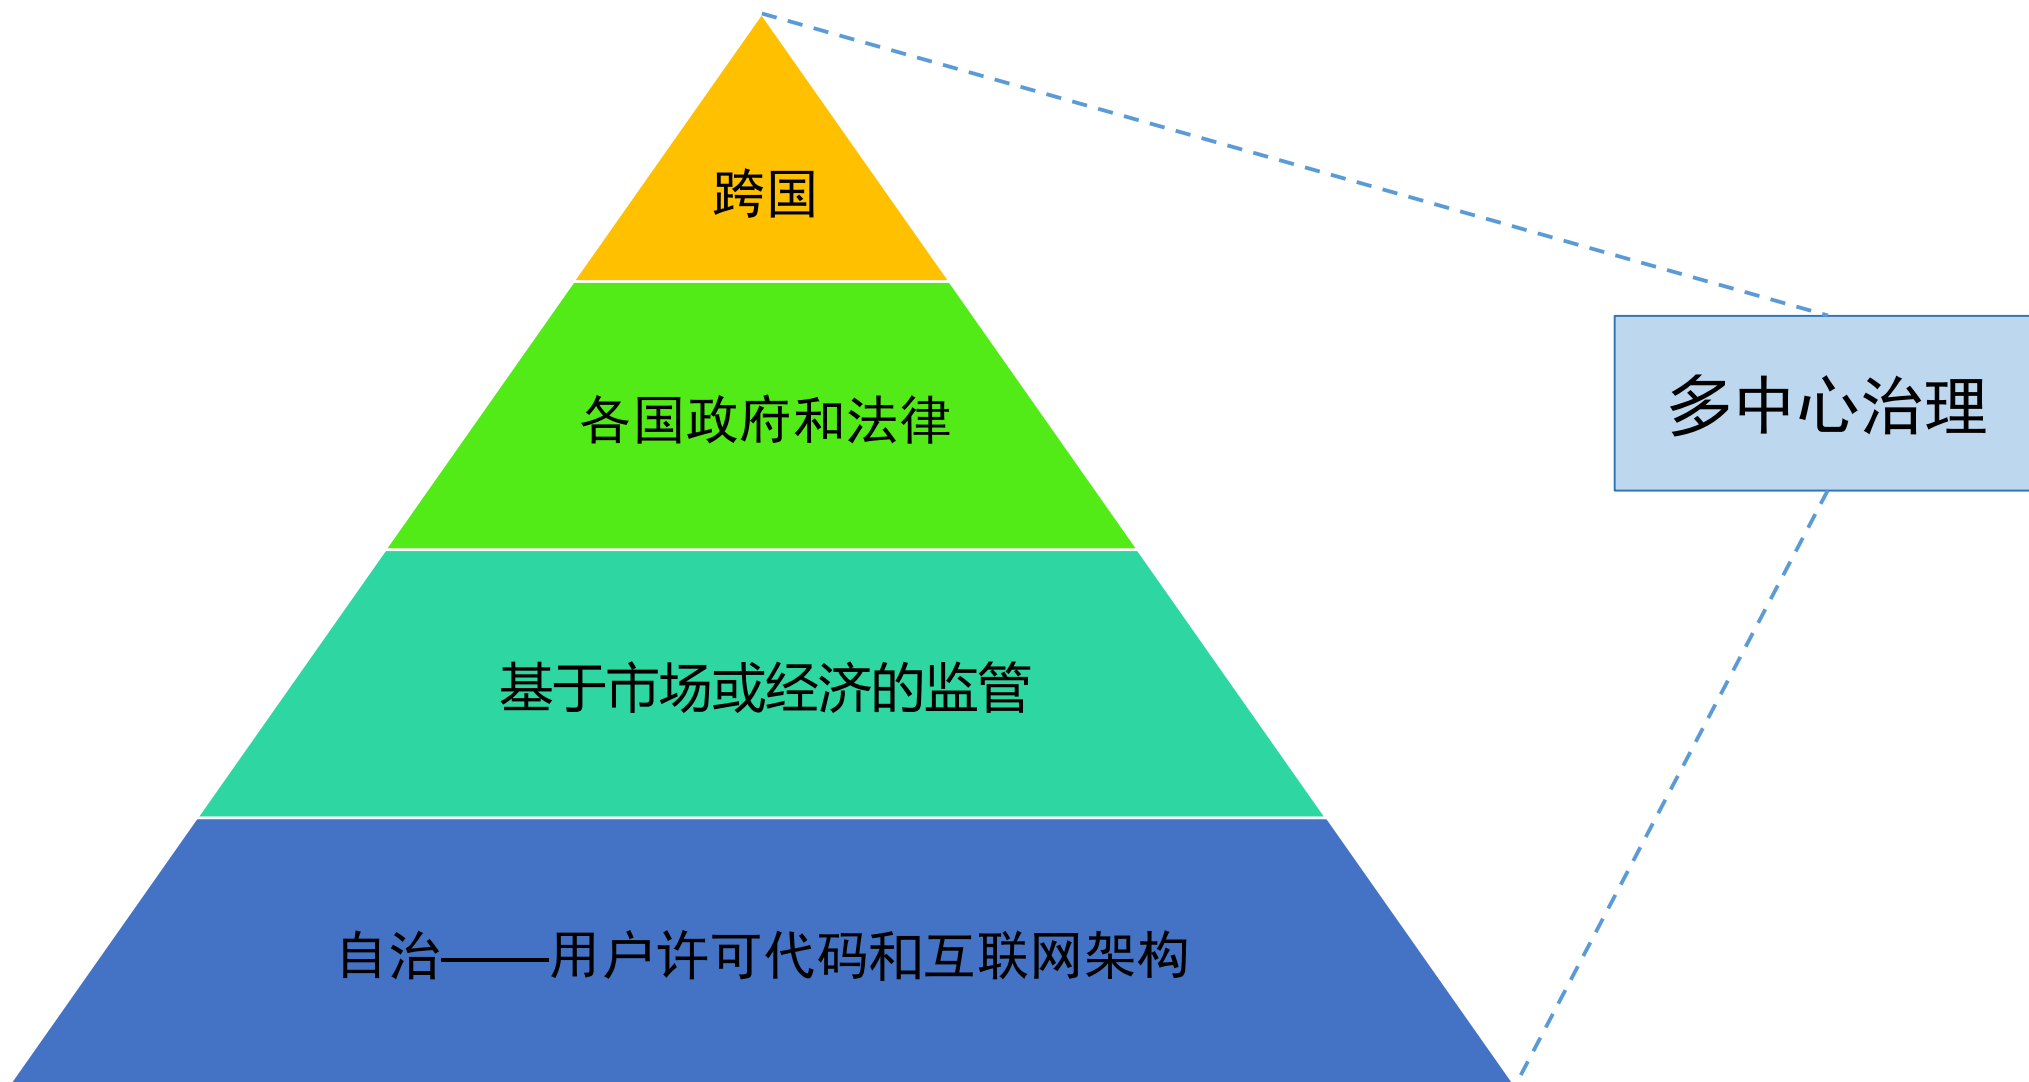 跨国
各国政府和法律
多中心治理
基于市场或经济的监管
自治——用户许可代码和互联网架构